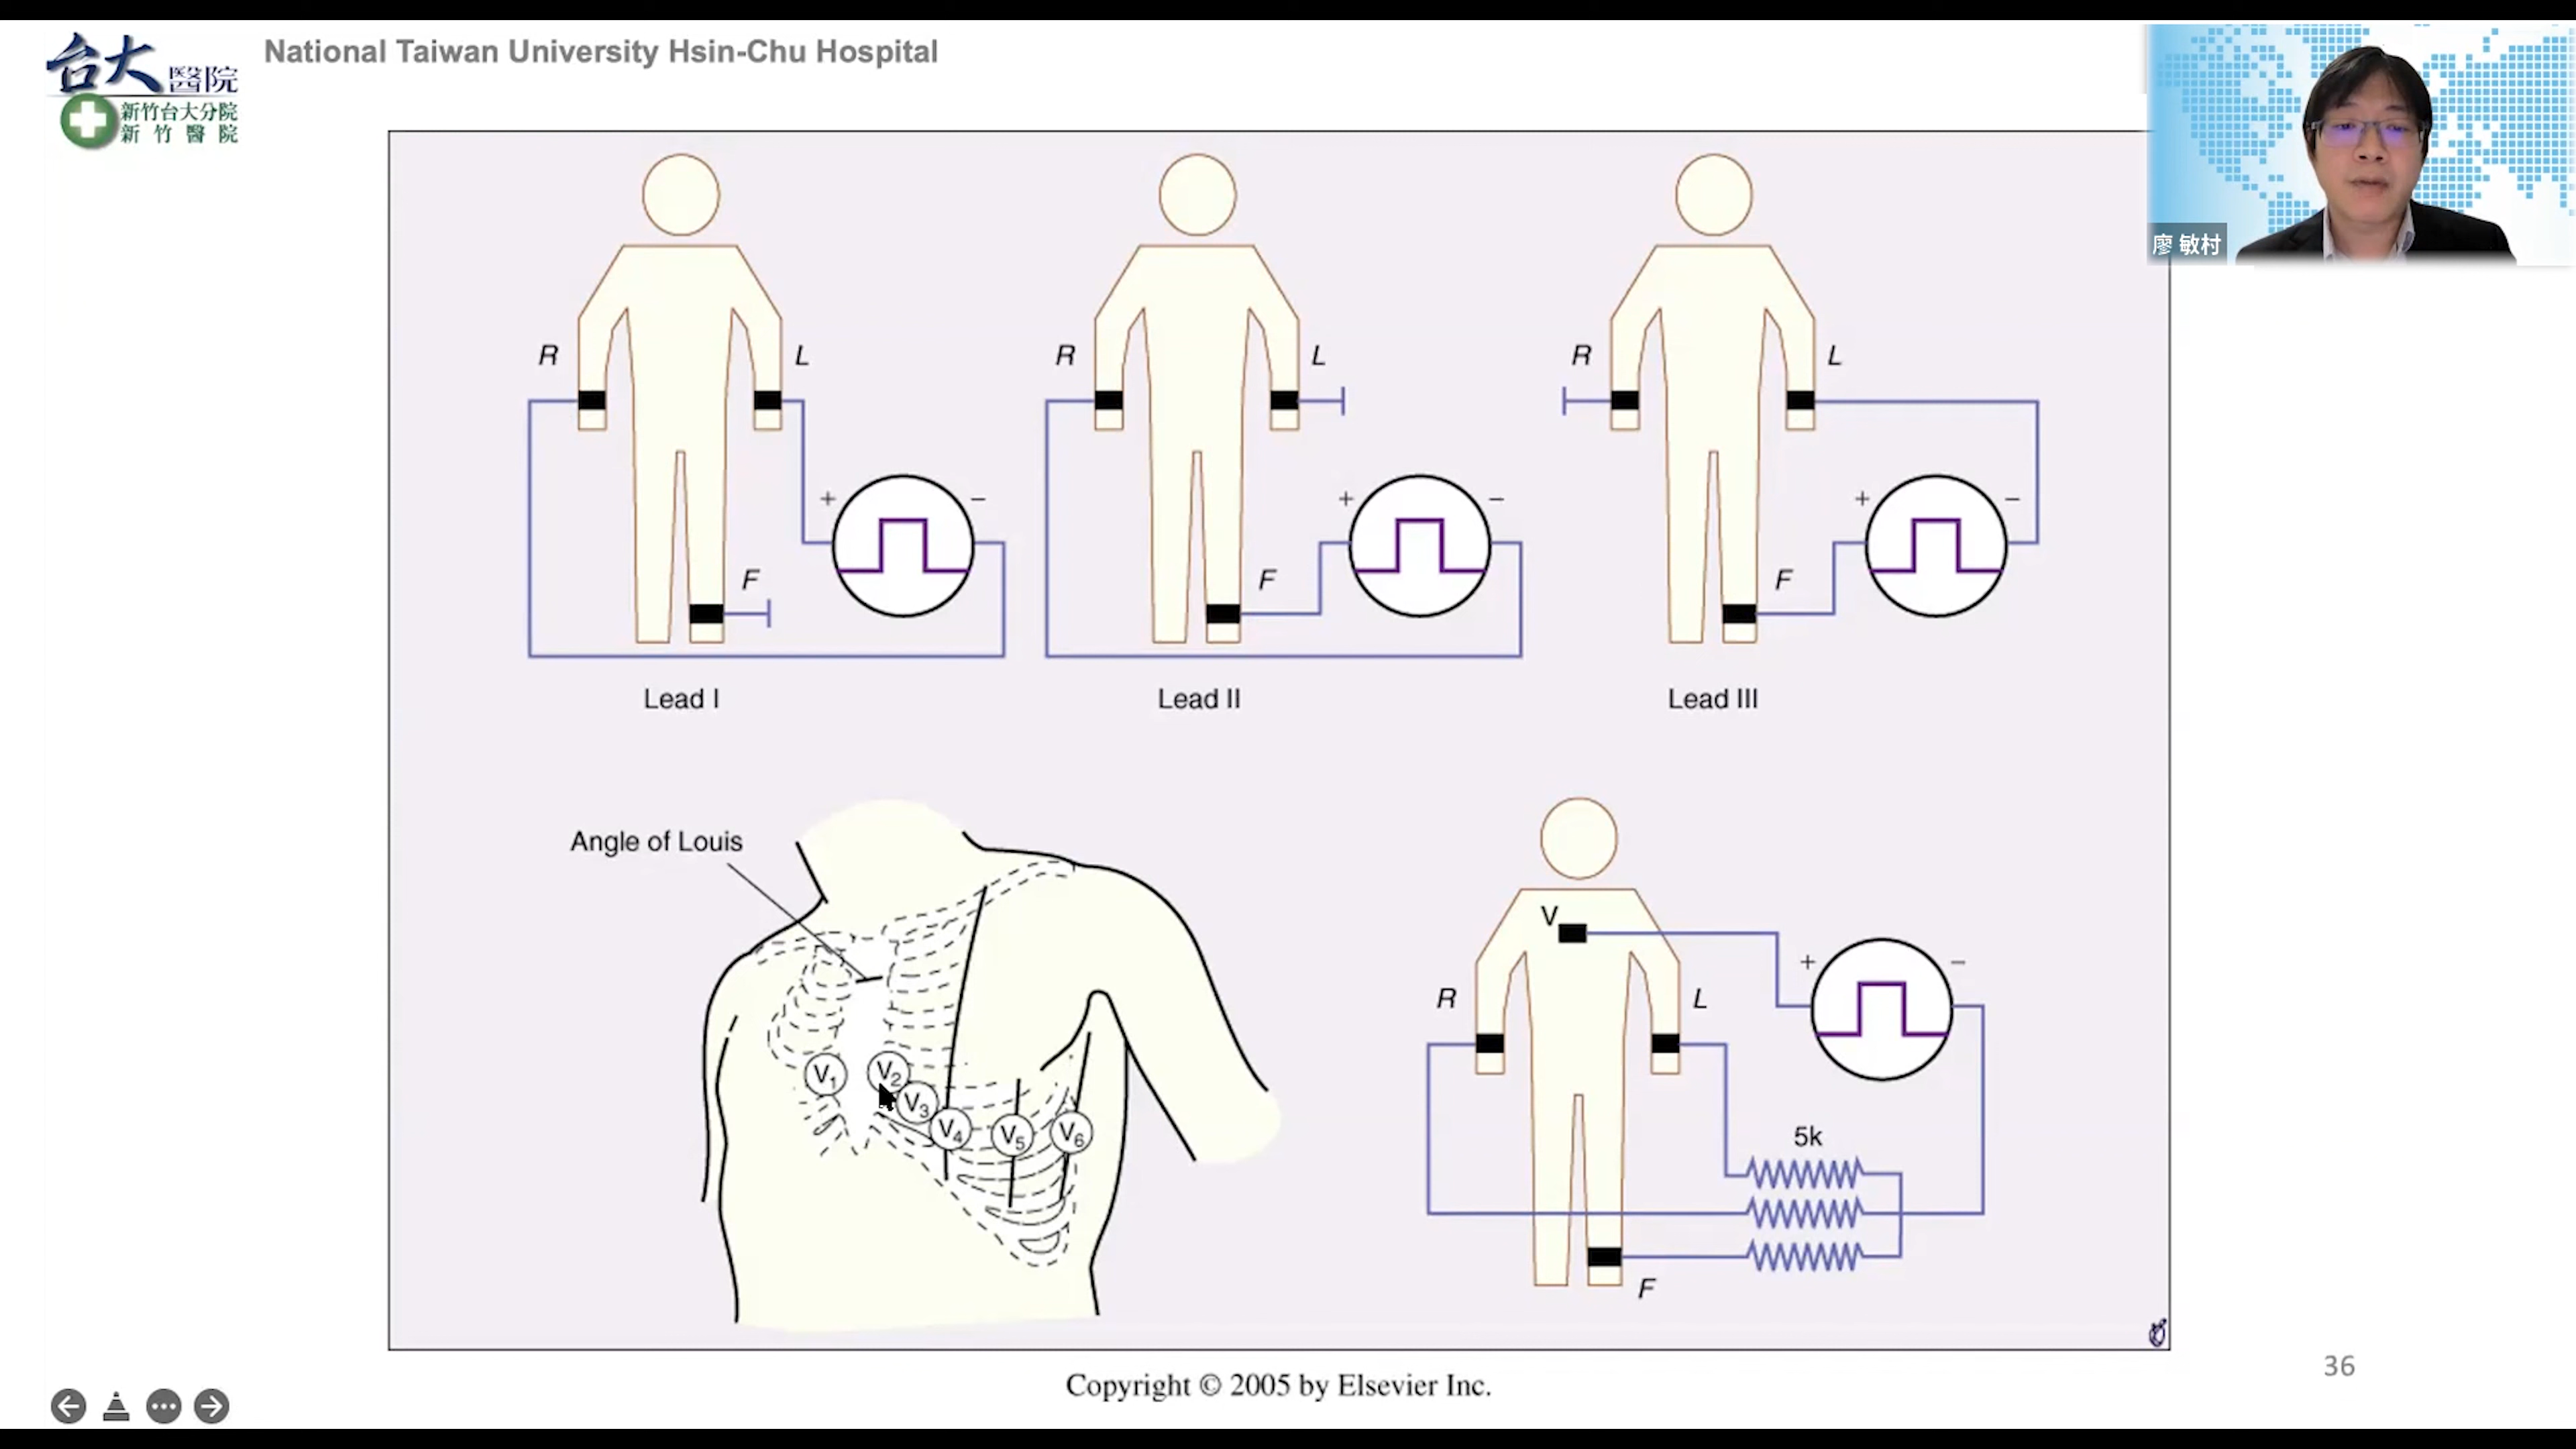 台大醫院
新竹台大分院
新竹醫院
National Taiwan University Hsin-Chu Hospital
廖 敏村
R
L
F
+
−
Lead I
R
L
F
+
−
Lead II
R
L
F
+
−
Lead III
Angle of Louis
V1
V2
V3
V4
V5
V6
V
R
L
F
+
−
5k
Copyright © 2005 by Elsevier Inc.
36